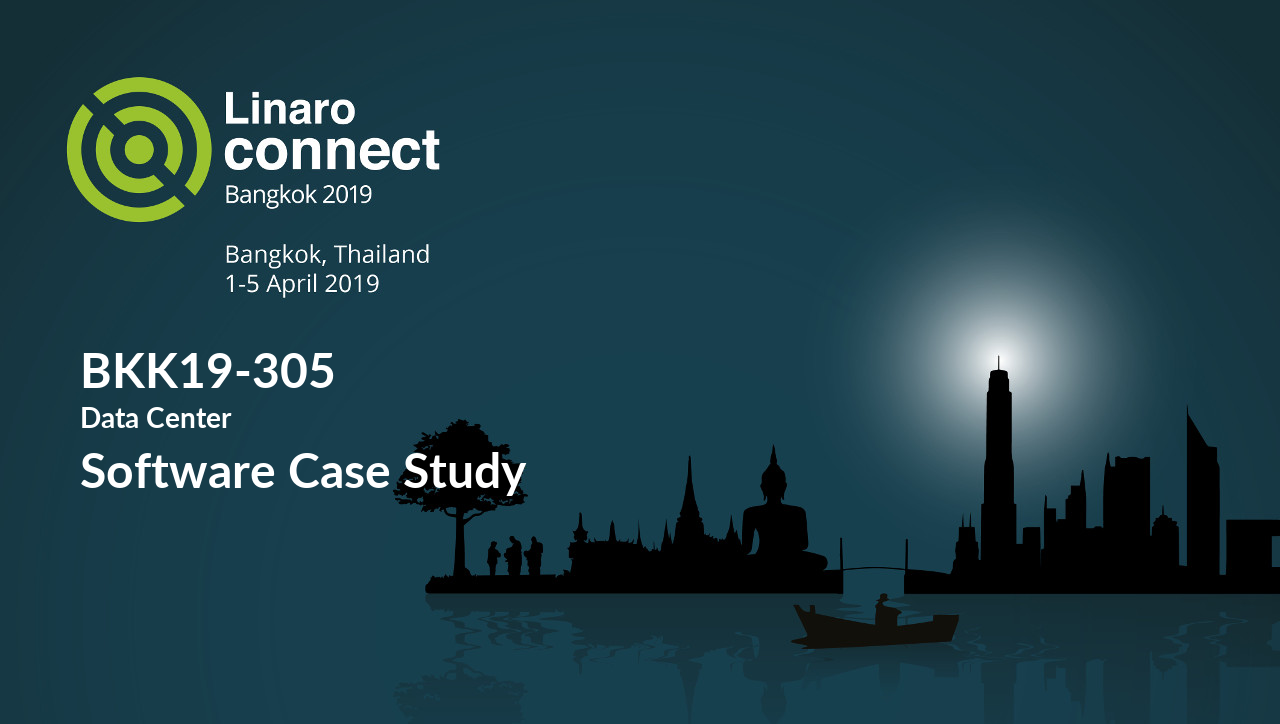 Linaro
connect
Bangkok 2019
Bangkok, Thailand
1-5 April 2019
BKK19-305
Data Center
Software Case Study